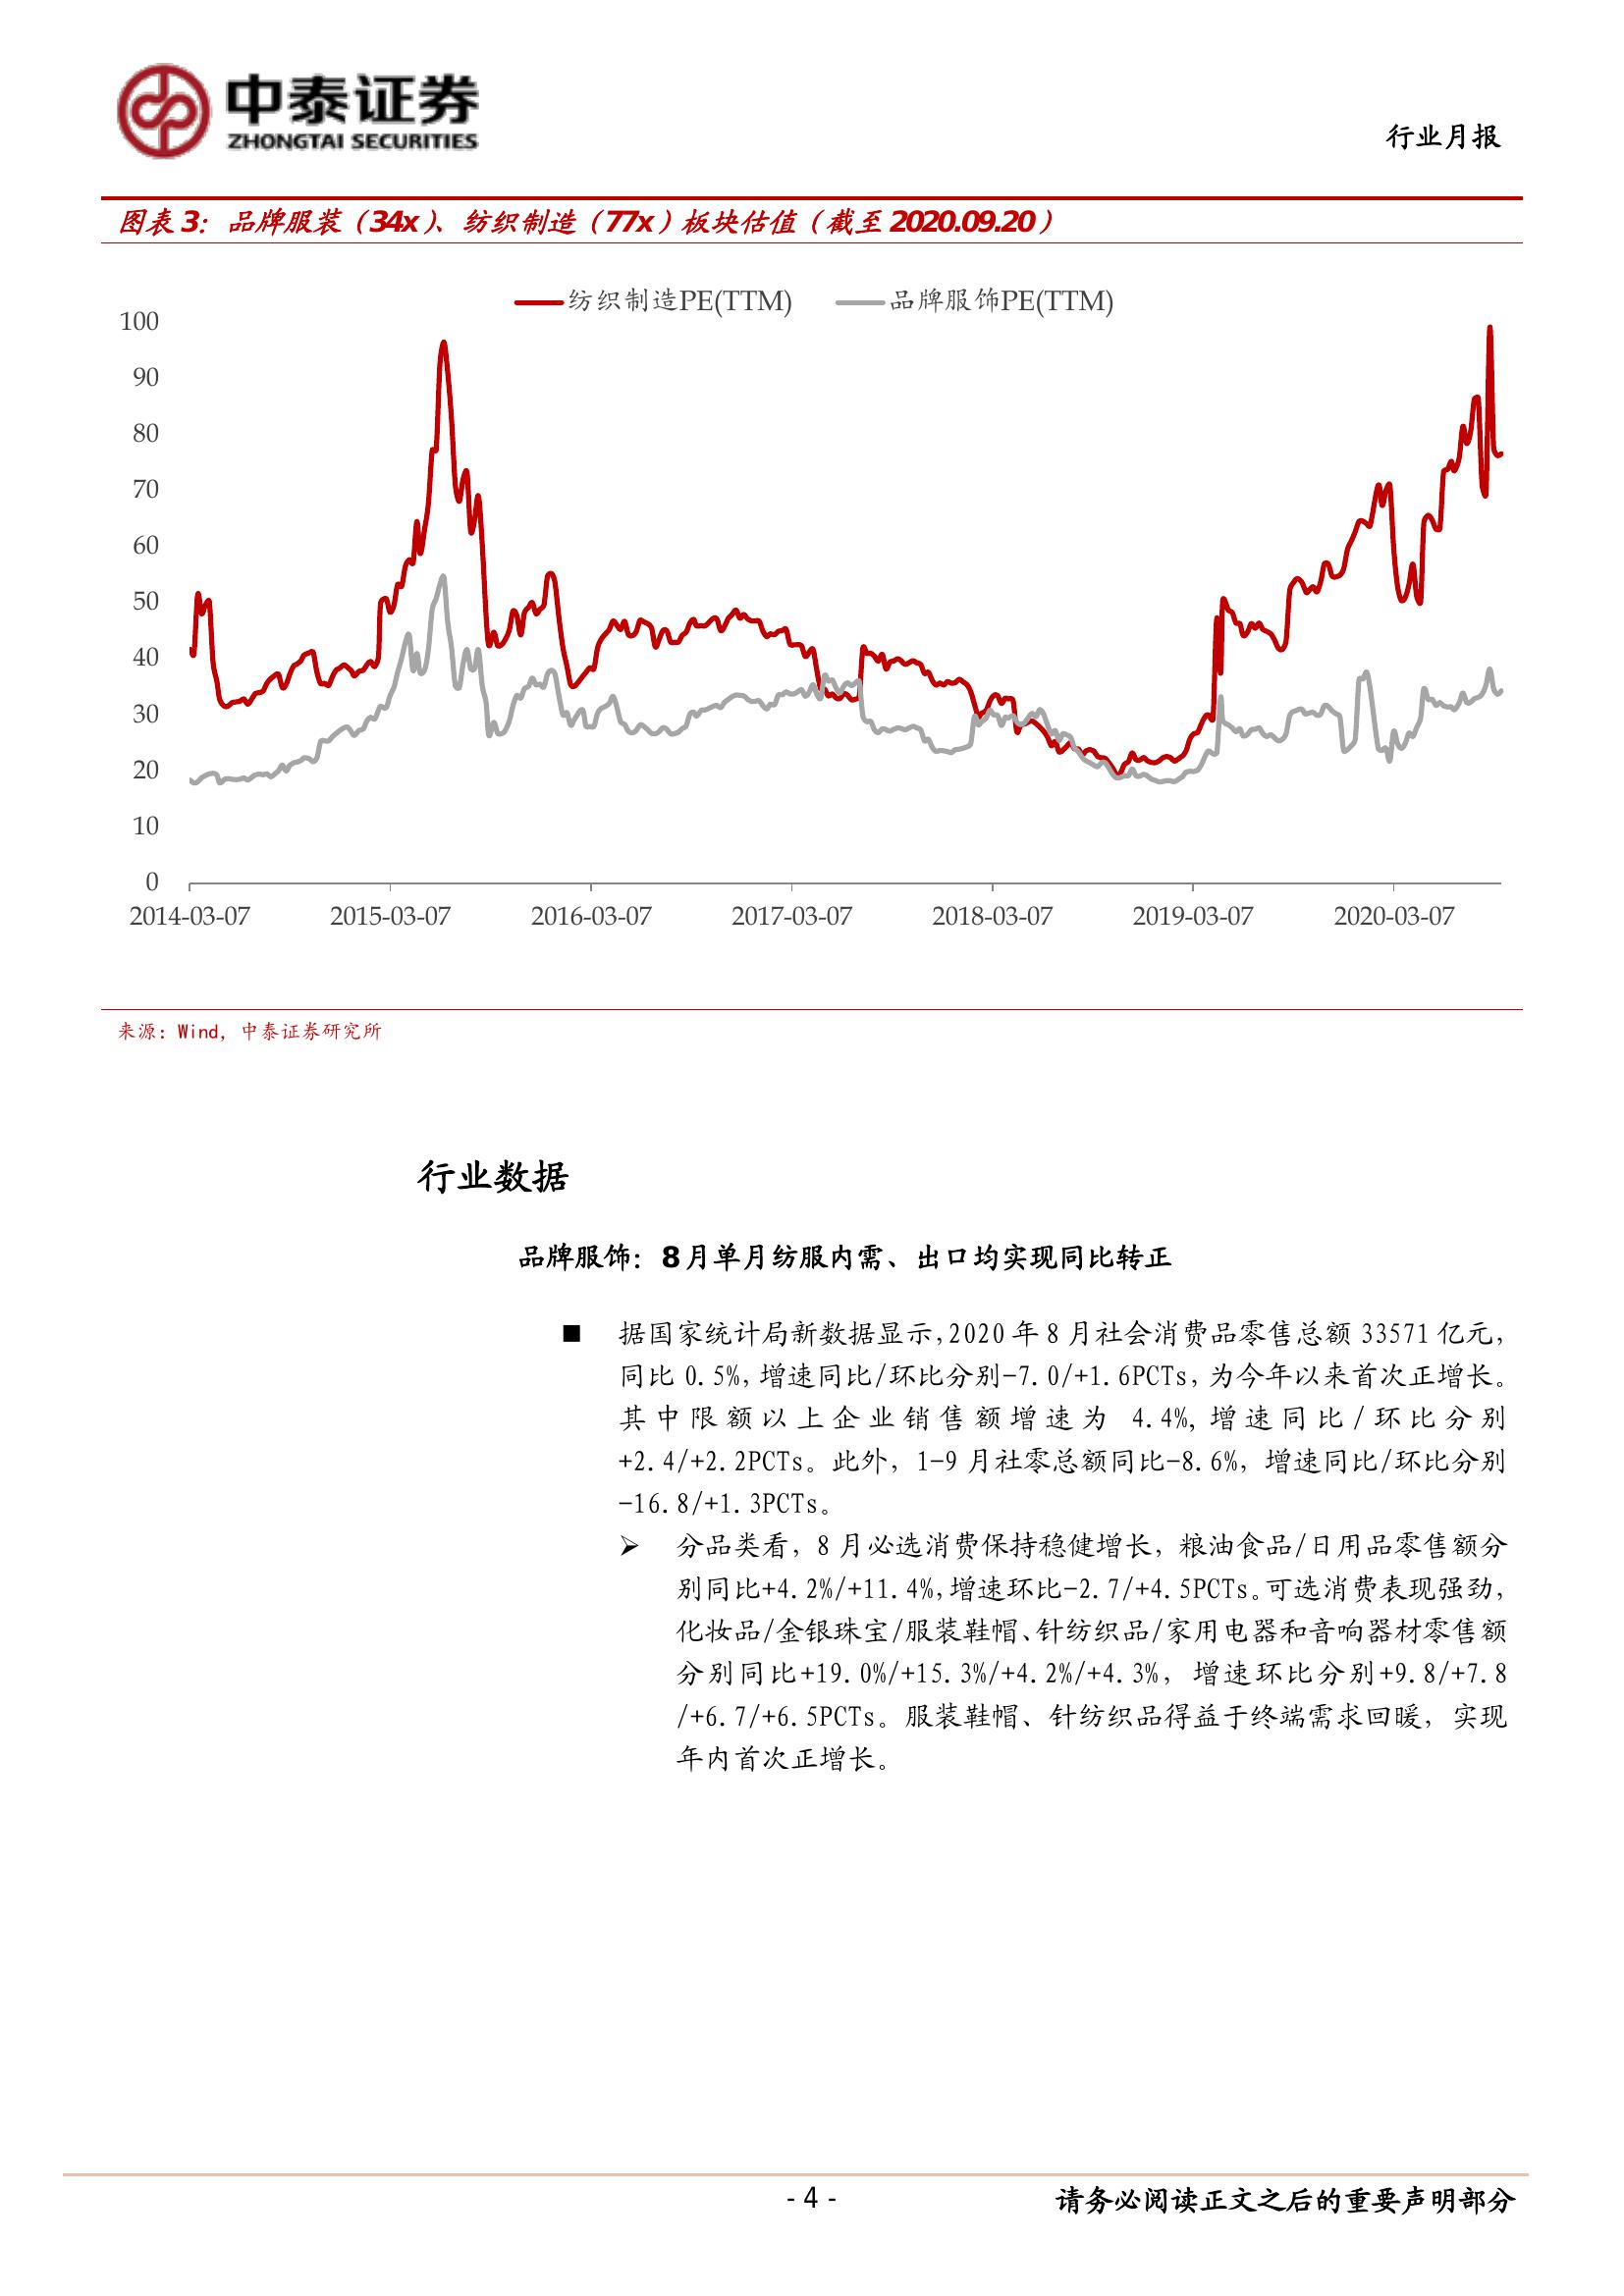 中泰证券
ZHONGTAI SECURITIES
行业月报
图表 3：品牌服装（34x）、纺织制造（77x）板块估值（截至 2020.09.20）
纺织制造PE(TTM) 品牌服饰PE(TTM)
100
90
80
70
60
50
40
30
20
10
0
2014-03-07 2015-03-07 2016-03-07 2017-03-07 2018-03-07 2019-03-07 2020-03-07
来源：Wind，中泰证券研究所
行业数据
品牌服饰：8 月单月纺服内需、出口均实现同比转正
■ 据国家统计局新数据显示,2020 年 8 月社会消费品零售总额 33571 亿元，
同比 0.5%,增速同比/环比分别-7.0/+1.6PCTs，为今年以来首次正增长。
其中限额以上企业销售额增速为 4.4%,增速同比/环比分别
+2.4/+2.2PCTs。此外，1-9 月社零总额同比-8.6%，增速同比/环比分别
-16.8/+1.3PCTs。
➢ 分品类看，8 月必选消费保持稳健增长，粮油食品/日用品零售额分
别同比+4.2%/+11.4%,增速环比-2.7/+4.5PCTs。可选消费表现强劲，
化妆品/金银珠宝/服装鞋帽、针纺织品/家用电器和音响器材零售额
分别同比+19.0%/+15.3%/+4.2%/+4.3%，增速环比分别+9.8/+7.8
/+6.7/+6.5PCTs。服装鞋帽、针纺织品得益于终端需求回暖，实现
年内首次正增长。
- 4 -
请务必阅读正文之后的重要声明部分